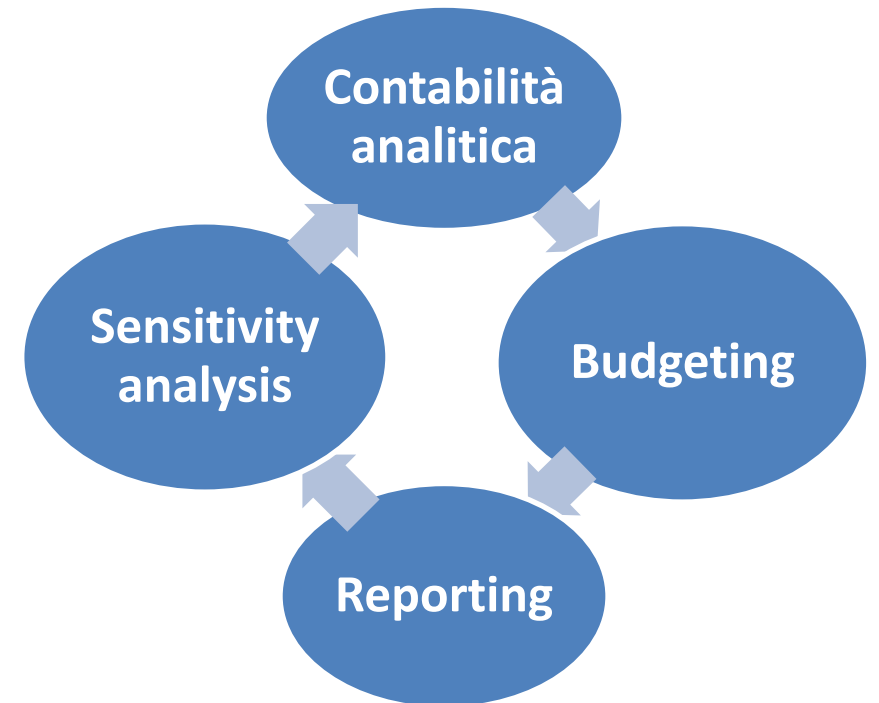 Contabilità
analitica
Sensitivity
analysis
Budgeting
Reporting